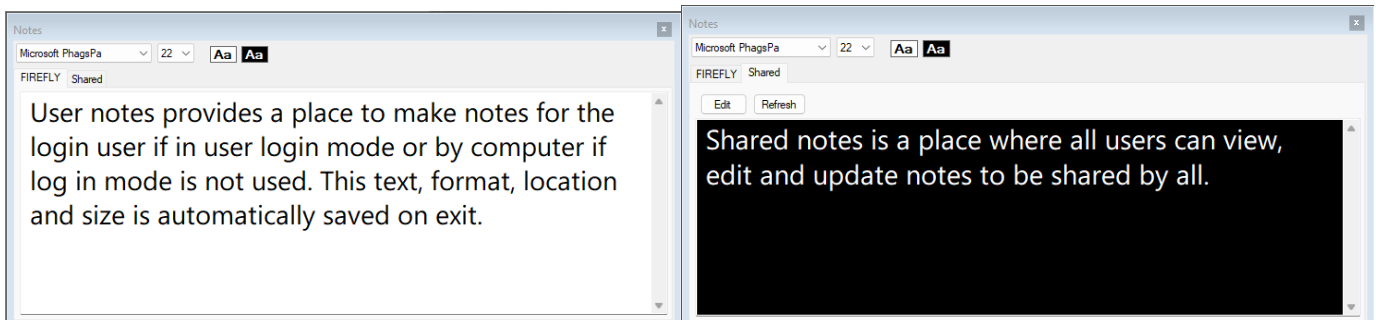 Notes
Microsoft PhagsPa 22 Aa Aa
FIREFLY Shared
User notes provides a place to make notes for the
login user if in user login mode or by computer if
log in mode is not used. This text, format, location
and size is automatically saved on exit.
Notes
Microsoft PhagsPa 22 Aa Aa
FIREFLY Shared
Edit Refresh
Shared notes is a place where all users can view,
edit and update notes to be shared by all.